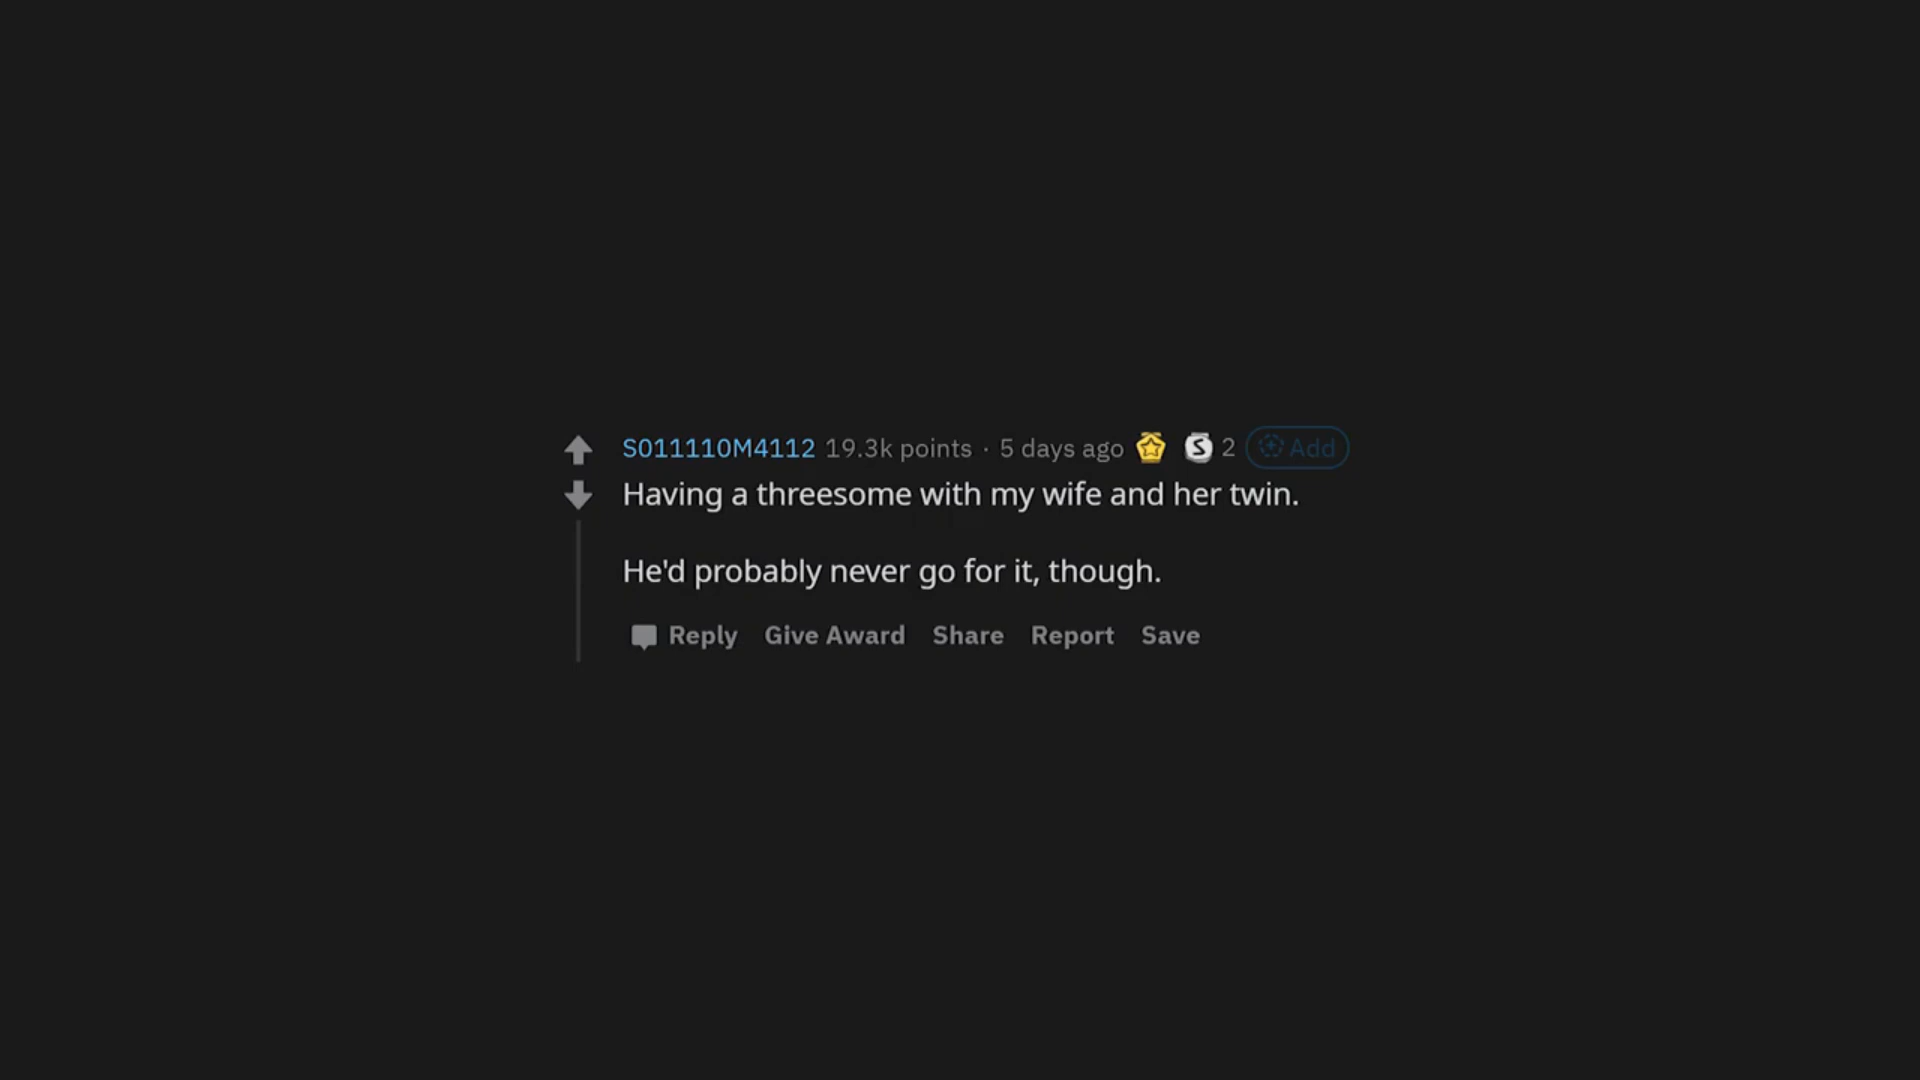 S011110M4112 19.3k points · 5 days ago S 2 Add
Having a threesome with my wife and her twin.
He'd probably never go for it, though.
Reply Give Award Share Report Save